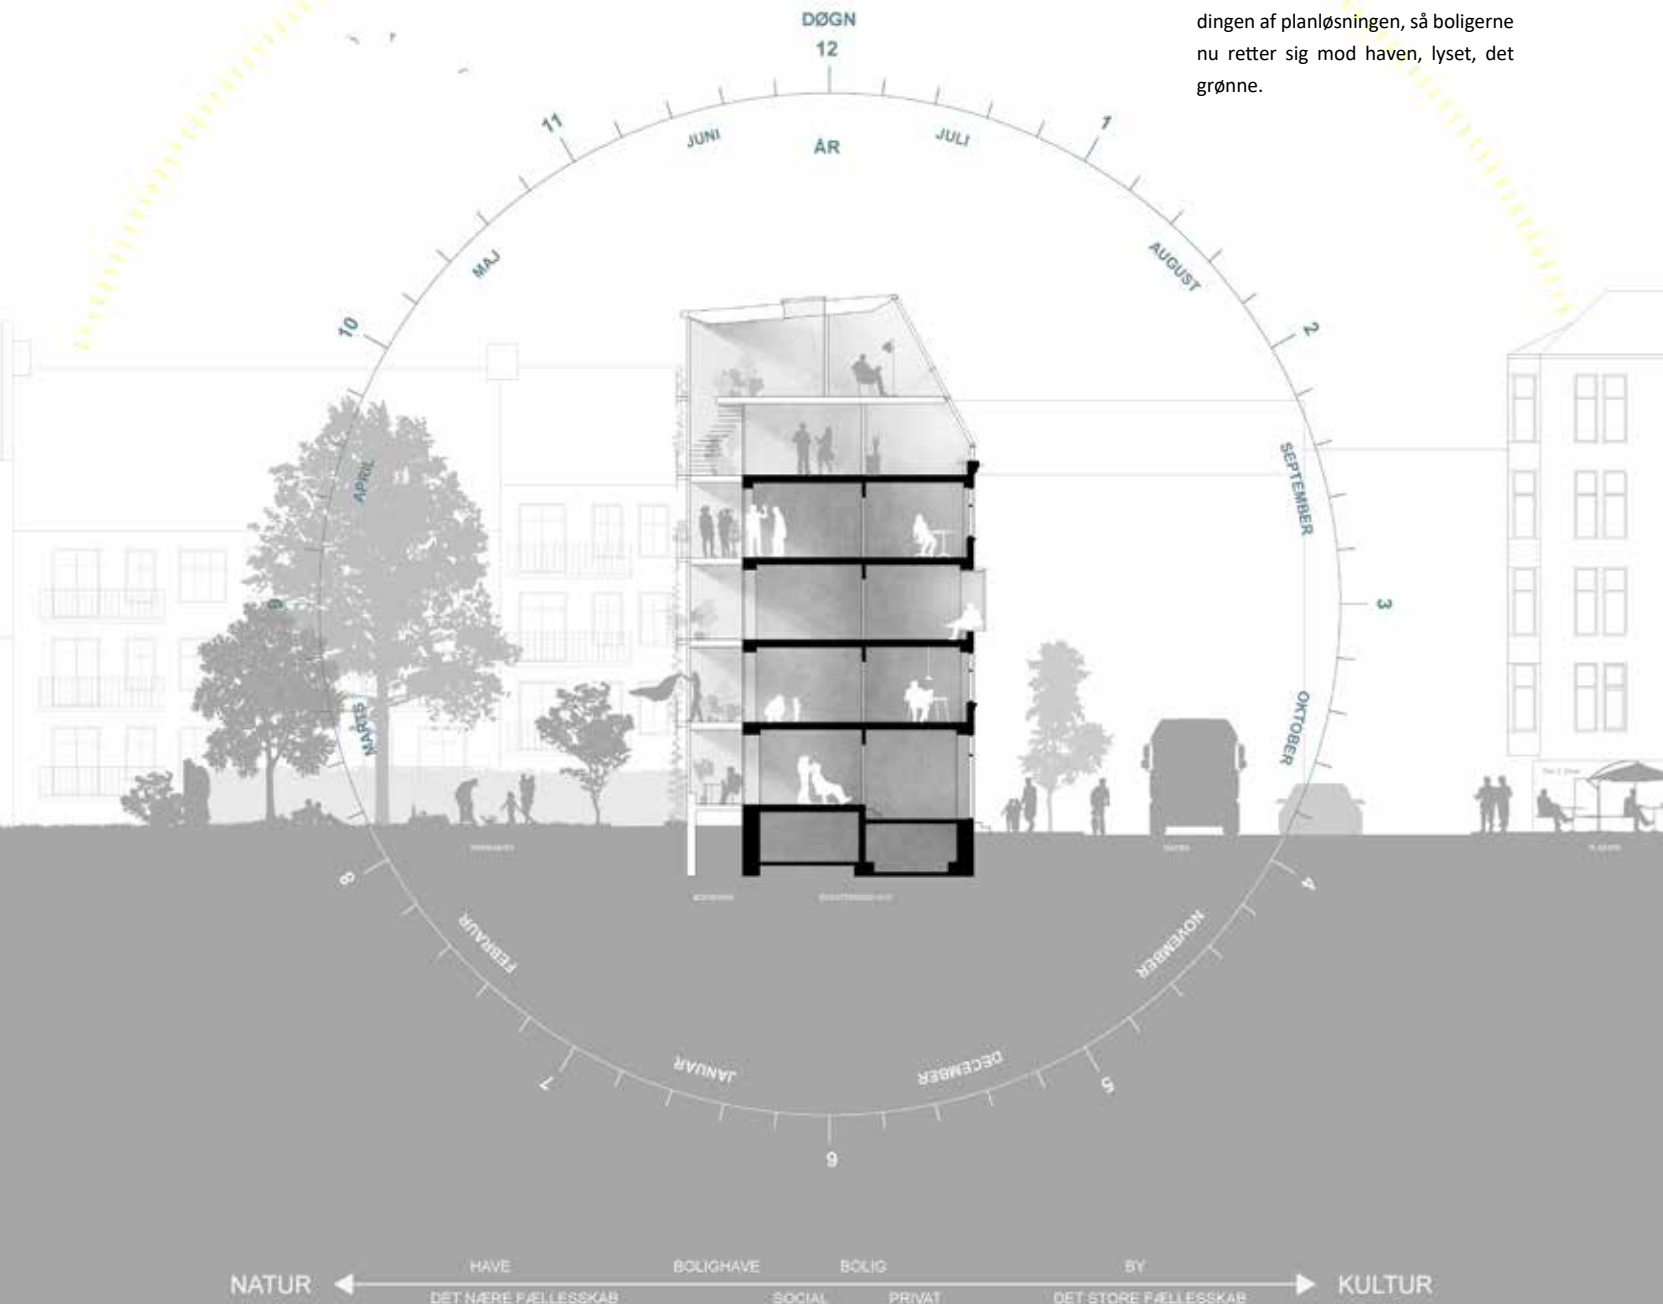 dingen af planløsningen, så boligerne
nu retter sig mod haven, lyset, det
grønne.
DØGN
12
ÅR
JULI
1
AUGUST
2
SEPTEMBER
3
OKTOBER
4
NOVEMBER
5
DECEMBER
6
JANUAR
7
FEBRAUR
8
MARTS
9
APRIL
10
MAJ
11
JUNI
NATUR
KULTUR
HAVE
BOLIGHAVE
BOLIG
BY
DET NÆRE FÆLLESSKAB
SOCIAL
PRIVAT
DET STORE FÆLLESSKAB